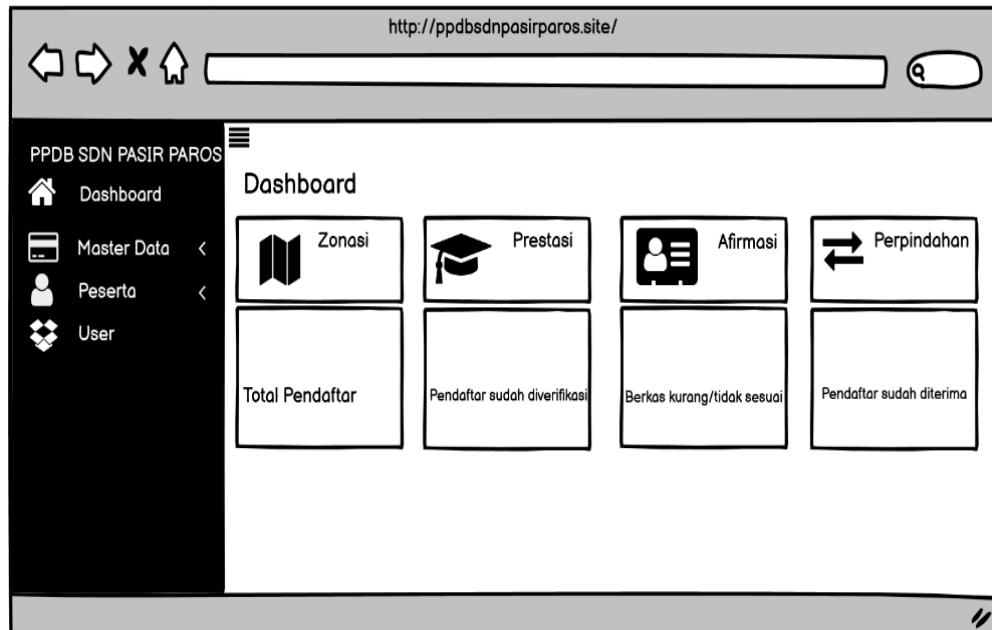 http://ppdbsdnpasirparos.site/
PPDB SDN PASIR PAROS
Dashboard
Master Data
Peserta
User
Dashboard
Zonasi
Prestasi
Afirmasi
Perpindahan
Total Pendaftar
Pendaftar sudah diverifikasi
Berkas kurang/tidak sesuai
Pendaftar sudah diterima